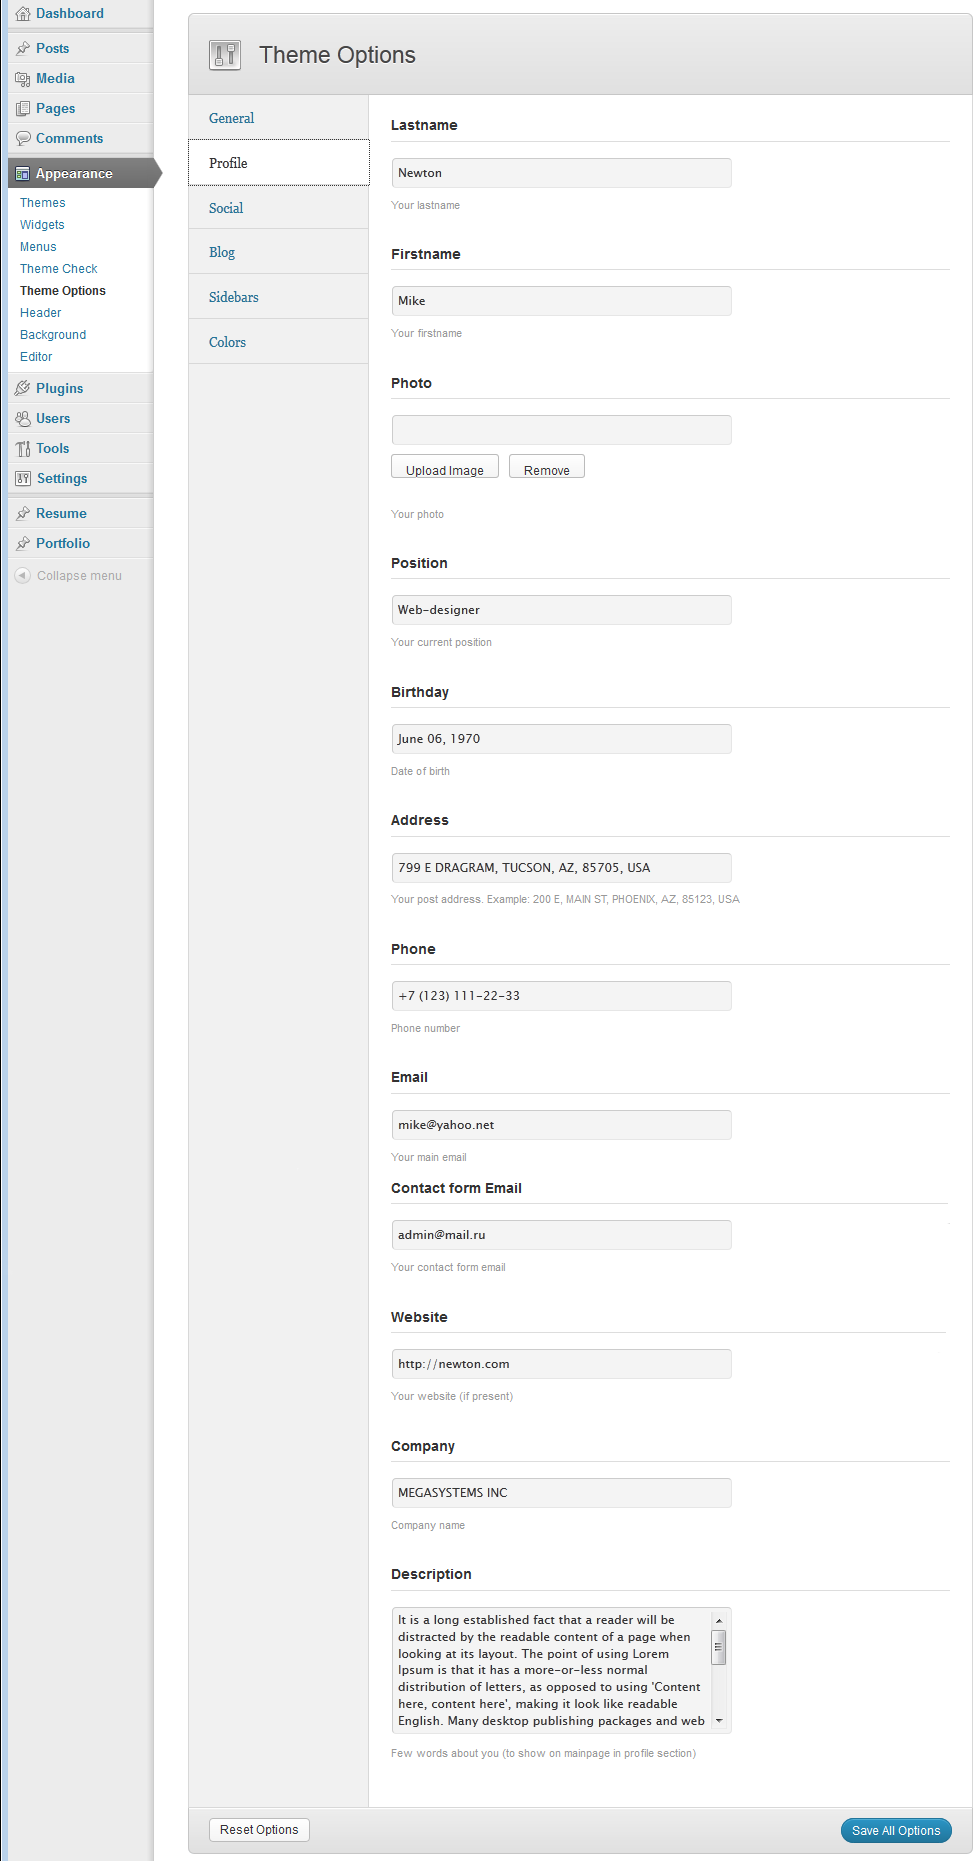 Dashboard
Posts
Media
Pages
Comments
Appearance
Themes
Widgets
Menus
Theme Check
Theme Options
Header
Background
Editor
Plugins
Users
Tools
Settings
Resume
Portfolio
Collapse menu
Theme Options
General
Profile
Social
Blog
Sidebars
Colors
Lastname
Newton
Your lastname
Firstname
Mike
Your firstname
Photo
Upload Image Remove
Your photo
Position
Web-designer
Your current position
Birthday
June 06, 1970
Date of birth
Address
799 E DRAGRAM, TUCSON, AZ, 85705, USA
Your post address. Example: 200 E, MAIN ST, PHOENIX, AZ, 85123, USA
Phone
+7 (123) 111-22-33
Phone number
Email
mike@yahoo.net
Your main email
Contact form Email
admin@mail.ru
Your contact form email
Website
http://newton.com
Your website (if present)
Company
MEGASYSTEMS INC
Company name
Description
It is a long established fact that a reader will be
distracted by the readable content of a page when
looking at its layout. The point of using Lorem
Ipsum is that it has a more-or-less normal
distribution of letters, as opposed to using 'Content
here, content here', making it look like readable
English. Many desktop publishing packages and web
Few words about you (to show on mainpage in profile section)
Reset Options Save All Options